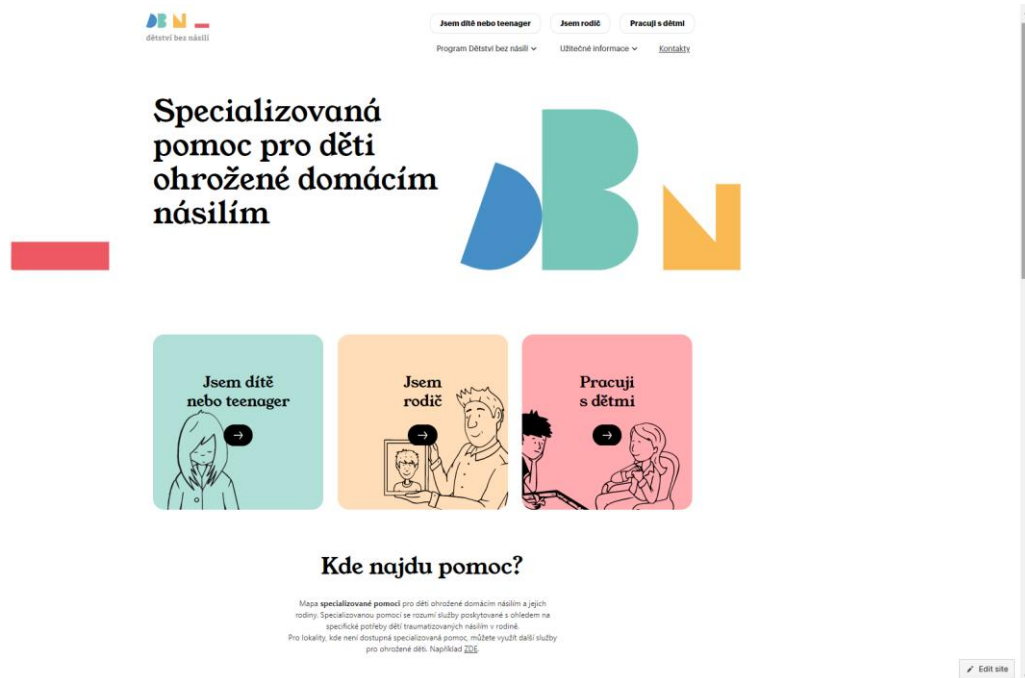 DBN_
dětství bez násilí
Jsem dítě nebo teenager
Jsem rodič
Pracuji s dětmi
Program Dětství bez násilí
Užitečné informace
Kontakty
Specializovaná
pomoc pro děti
ohrožené domácím
násilím
DBN
Jsem dítě
nebo teenager
Jsem
rodič
Pracuji
s dětmi
Kde najdu pomoc?
Mapa specializované pomoci pro děti ohrožené domácím násilím a jejich
rodiny. Specializovanou pomocí se rozumí služby poskytované s ohledem na
specifické potřeby dětí traumatizovaných násilím v rodině.
Pro lokality, kde není dostupná specializovaná pomoc, můžete využít další služby
pro ohrožené děti. Například ZDE.
Edit site